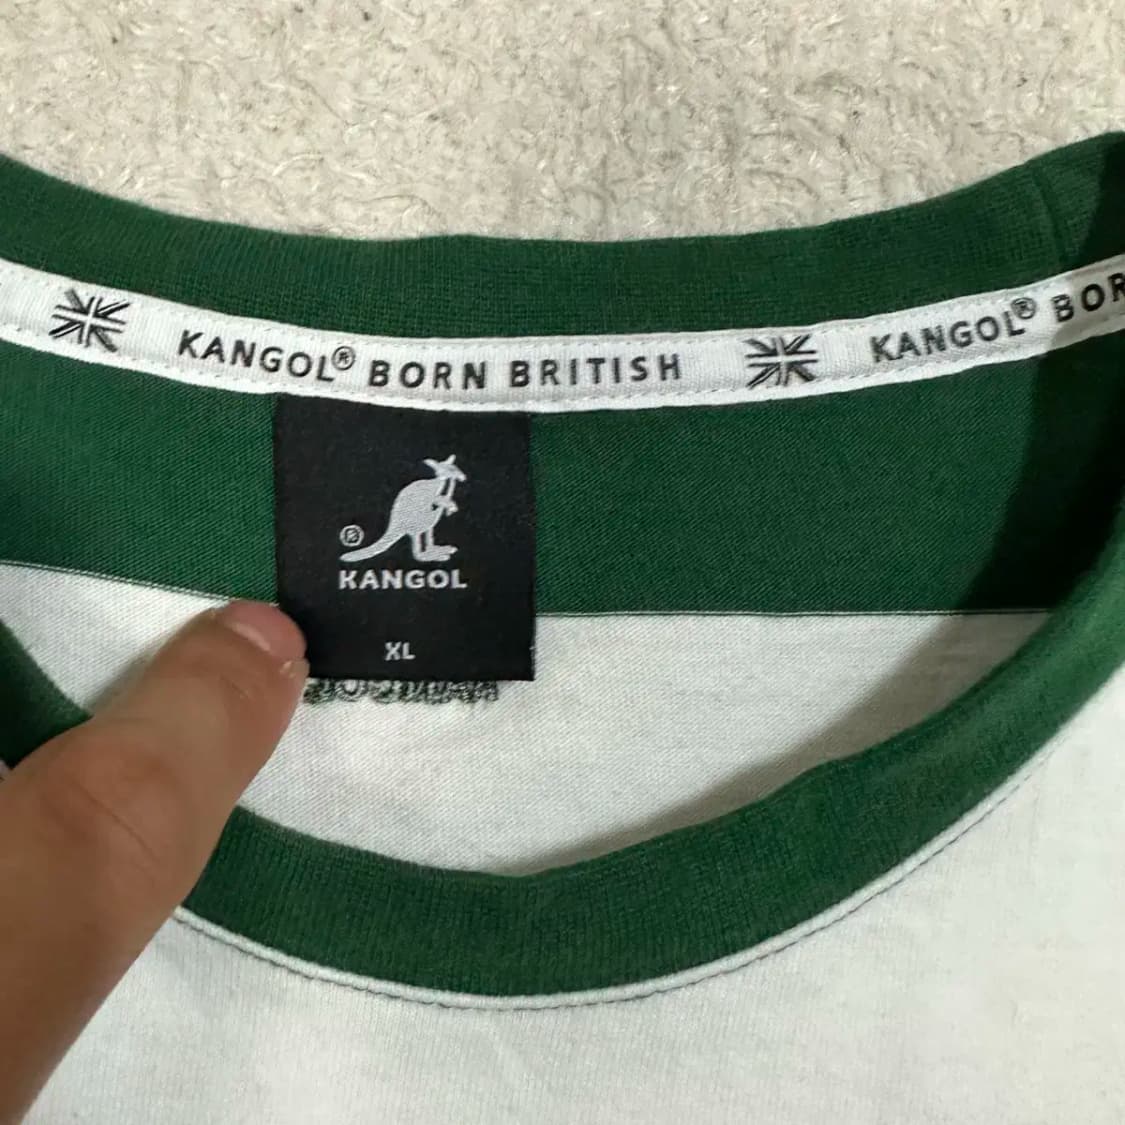 KANGOL® BORN BRITISH
KANGOL® BOR
®
KANGOL
XL